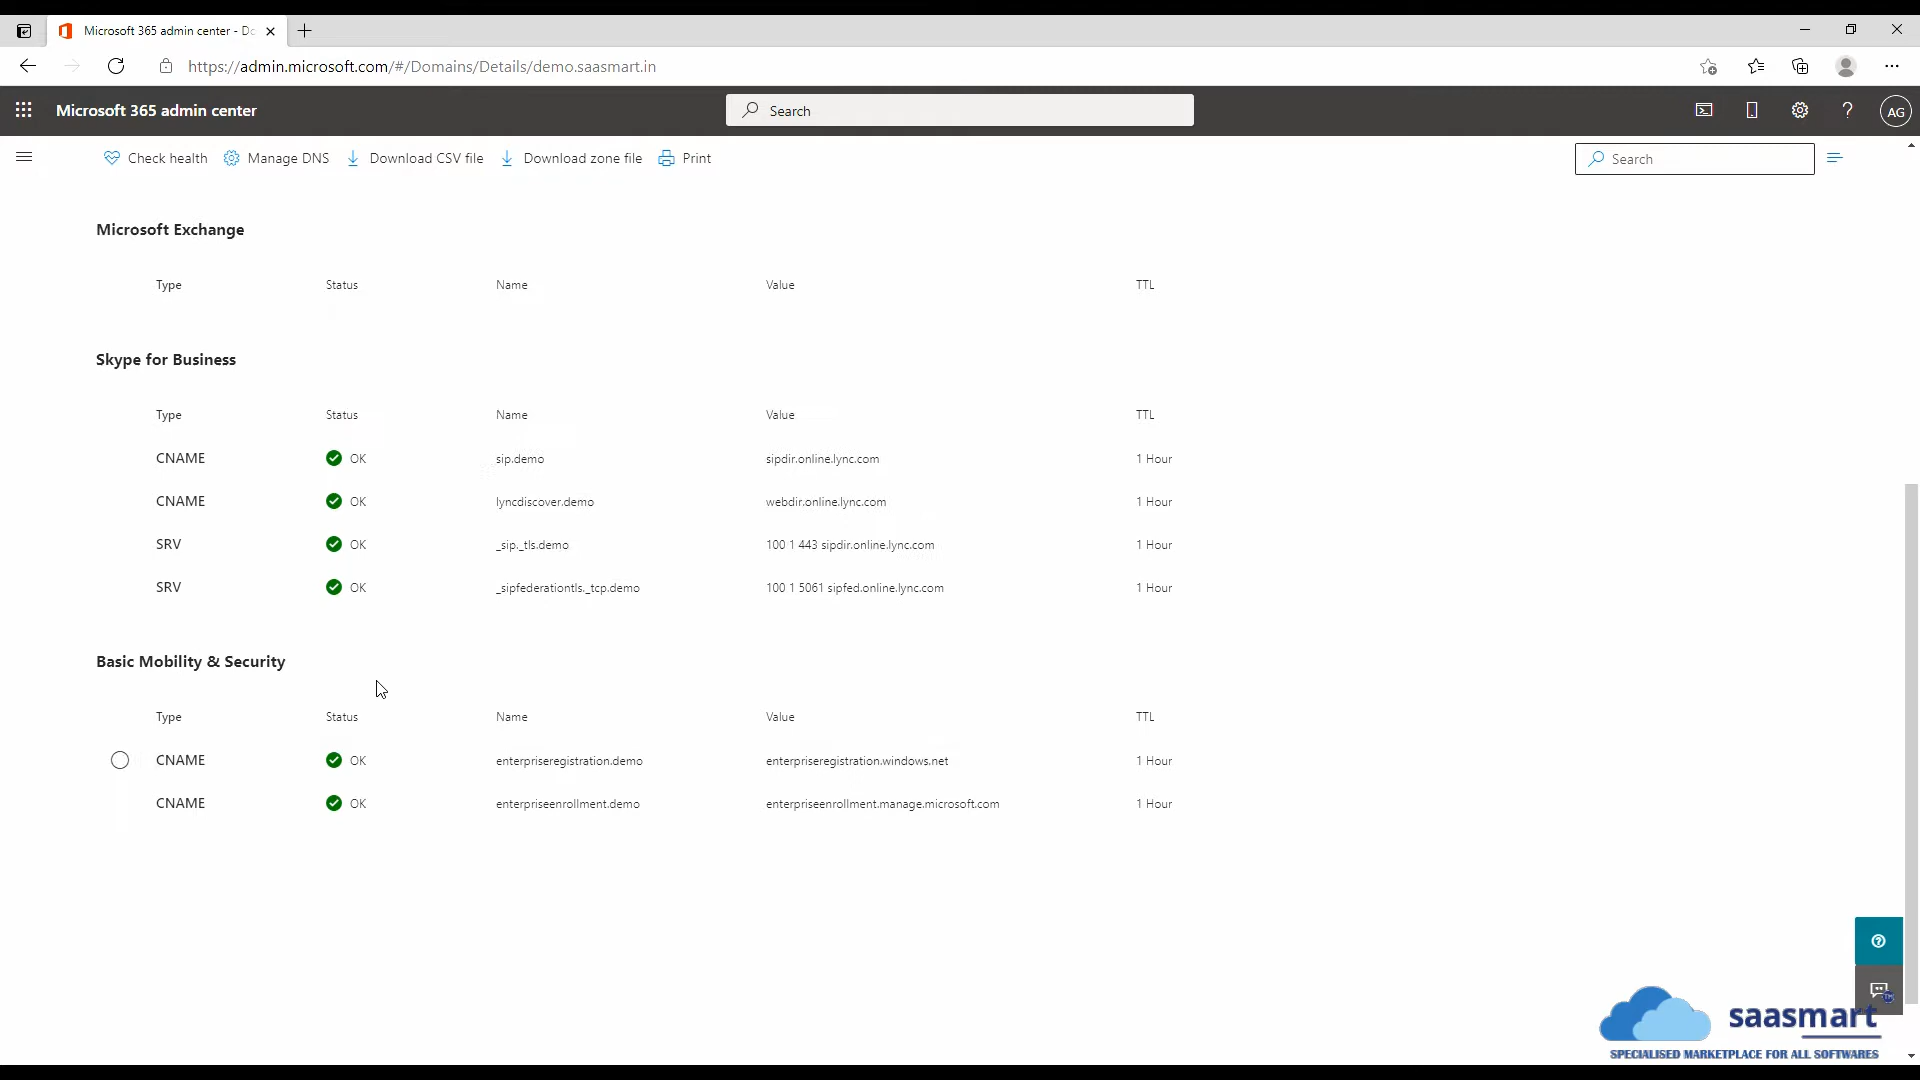 Microsoft 365 admin center - Dc
https://admin.microsoft.com/#/Domains/Details/demo.saasmart.in
Microsoft 365 admin center
Search
?
AG
Check health
Manage DNS
Download CSV file
Download zone file
Print
Search
Microsoft Exchange
Type Status Name Value TTL
Skype for Business
Type Status Name Value TTL
CNAME OK sip.demo sipdir.online.lync.com 1 Hour
CNAME OK lyncdiscover.demo webdir.online.lync.com 1 Hour
SRV OK _sip._tls.demo 100 1 443 sipdir.online.lync.com 1 Hour
SRV OK _sipfederationtls._tcp.demo 100 1 5061 sipfed.online.lync.com 1 Hour
Basic Mobility & Security
Type Status Name Value TTL
CNAME OK enterpriseregistration.demo enterpriseregistration.windows.net 1 Hour
CNAME OK enterpriseenrollment.demo enterpriseenrollment.manage.microsoft.com 1 Hour
saasmart
SPECIALISED MARKETPLACE FOR ALL SOFTWARES